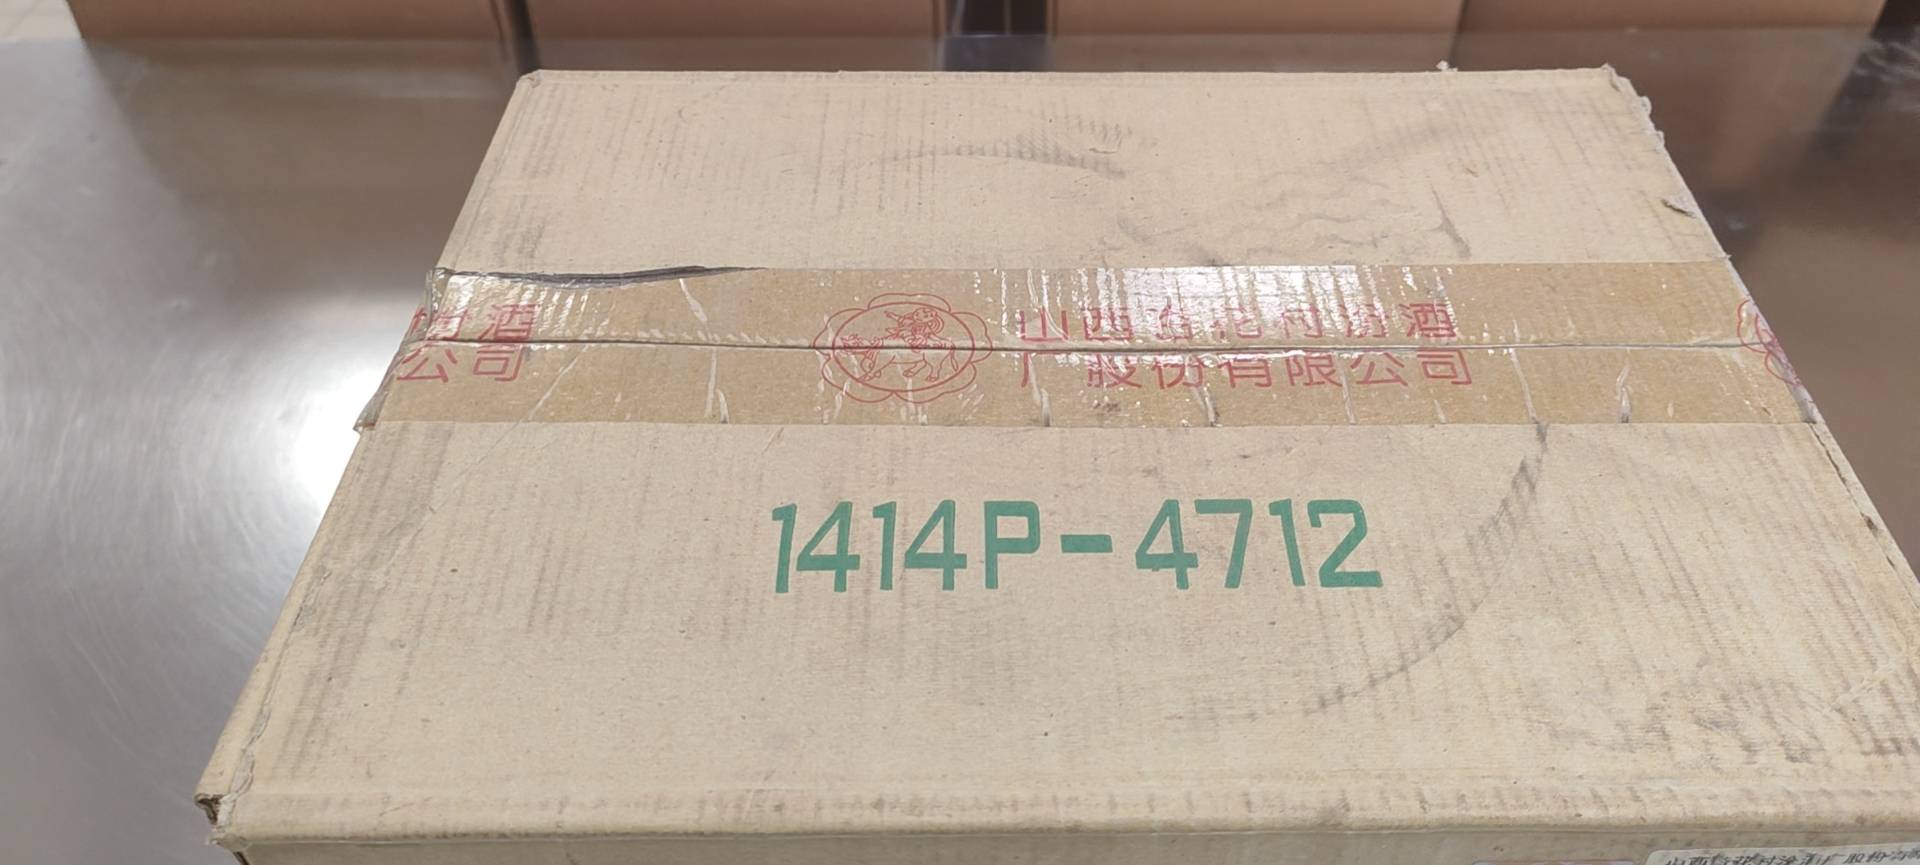 酒
公司
山西杏花村汾酒
厂股份有限公司
1414P-4712